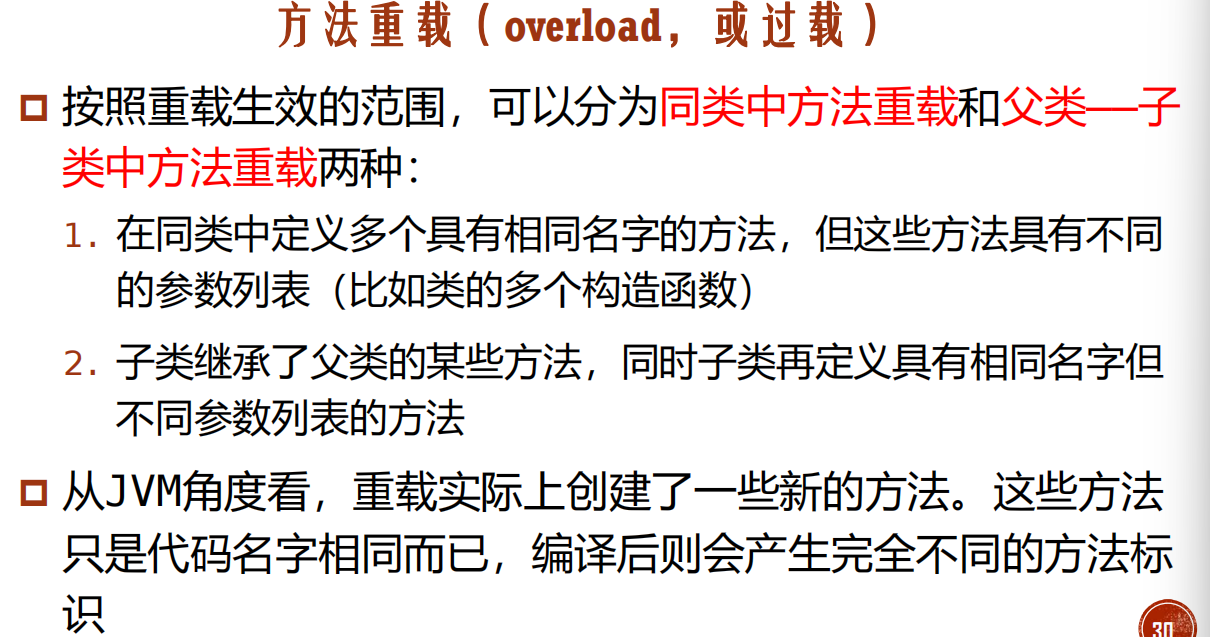 方法重载（overload，或过载）
按照重载生效的范围，可以分为同类中方法重载和父类——子
类中方法重载两种：
1. 在同类中定义多个具有相同名字的方法，但这些方法具有不同
的参数列表（比如类的多个构造函数）
2. 子类继承了父类的某些方法，同时子类再定义具有相同名字但
不同参数列表的方法
从JVM角度看，重载实际上创建了一些新的方法。这些方法
只是代码名字相同而已，编译后则会产生完全不同的方法标
识
30